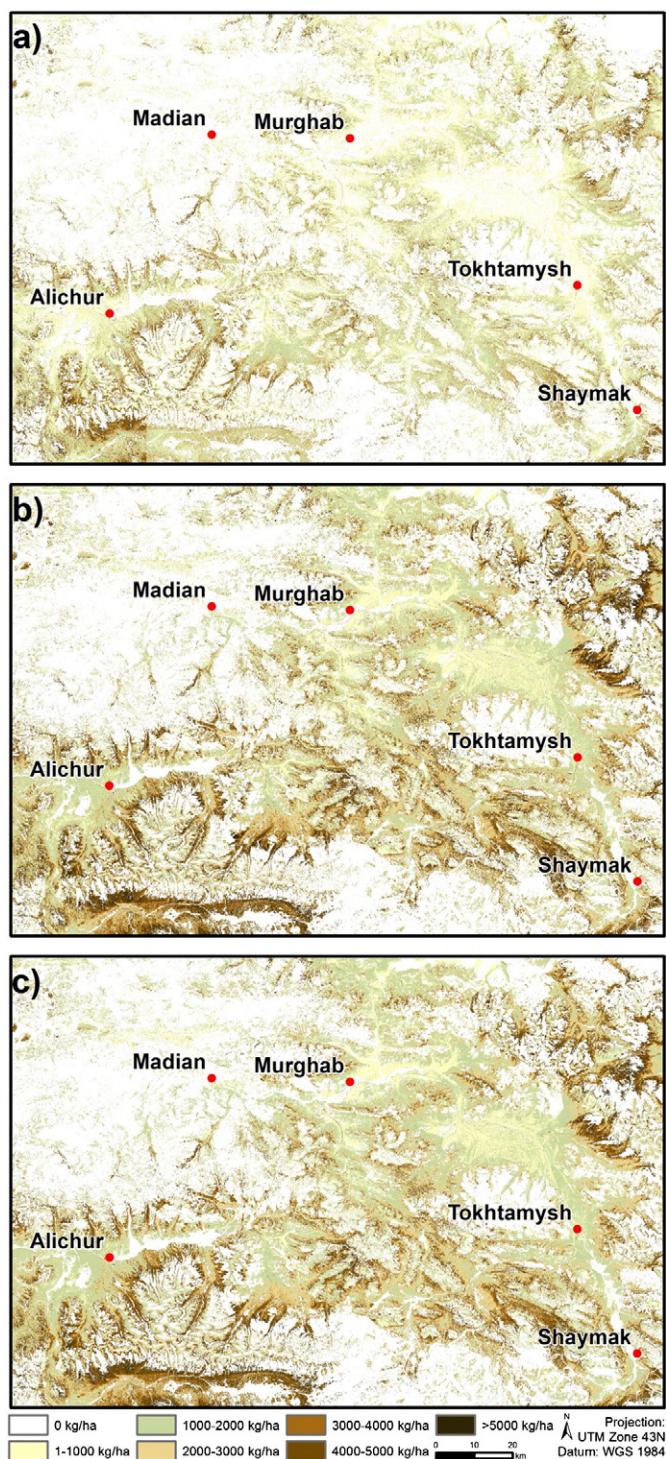 a)
Madian
Murghab
Tokhtamysh
Alichur
Shaymak
b)
Madian
Murghab
Tokhtamysh
Alichur
Shaymak
c)
Madian
Murghab
Tokhtamysh
Alichur
Shaymak
0 kg/ha 1000-2000 kg/ha 3000-4000 kg/ha >5000 kg/ha N Projection:
UTM Zone 43N
1-1000 kg/ha 2000-3000 kg/ha 4000-5000 kg/ha 0 10 20 km Datum: WGS 1984